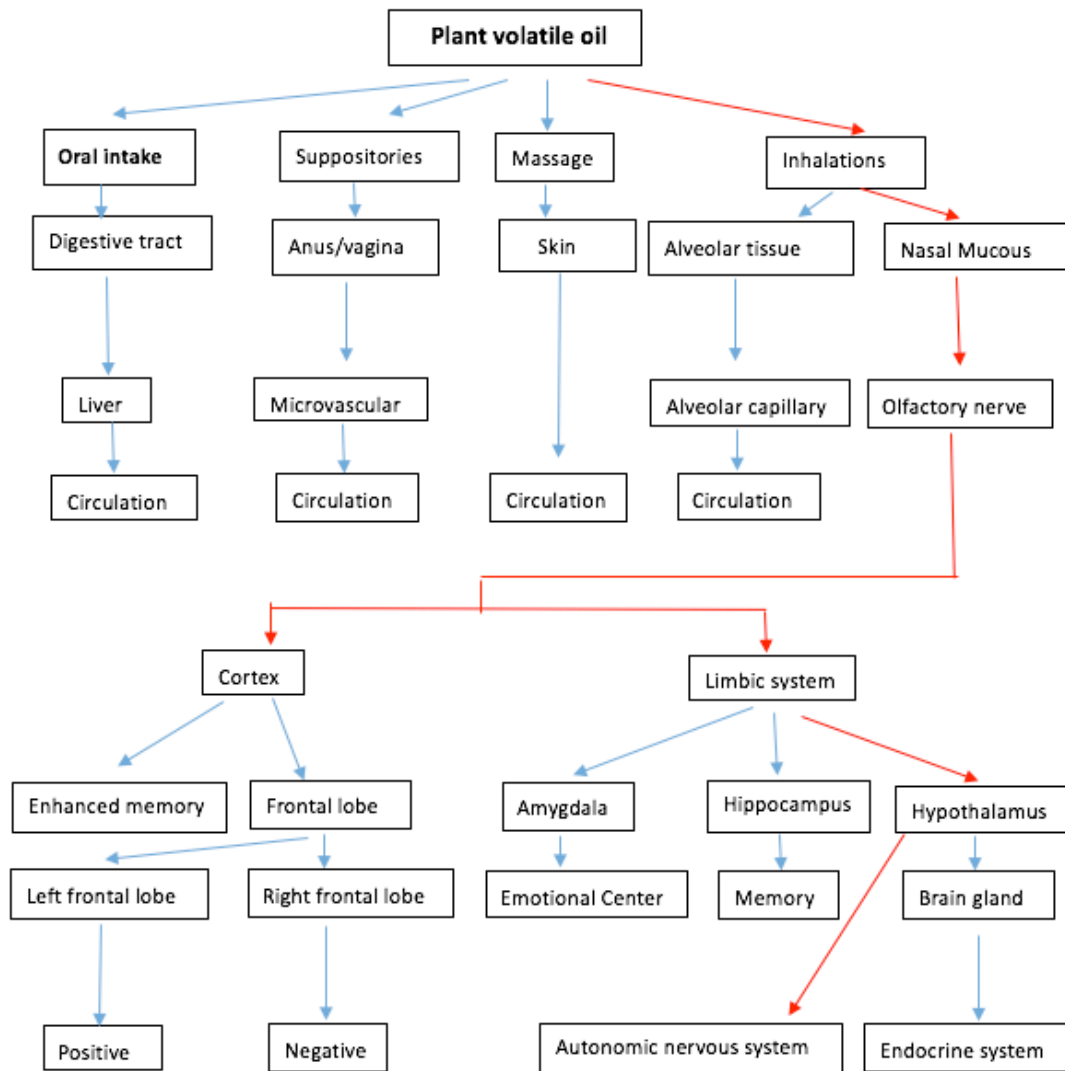 Plant volatile oil
Oral intake
Suppositories
Massage
Inhalations
Digestive tract
Anus/vagina
Skin
Alveolar tissue
Nasal Mucous
Liver
Microvascular
Alveolar capillary
Olfactory nerve
Circulation
Circulation
Circulation
Circulation
Cortex
Limbic system
Enhanced memory
Frontal lobe
Amygdala
Hippocampus
Hypothalamus
Left frontal lobe
Right frontal lobe
Emotional Center
Memory
Brain gland
Positive
Negative
Autonomic nervous system
Endocrine system